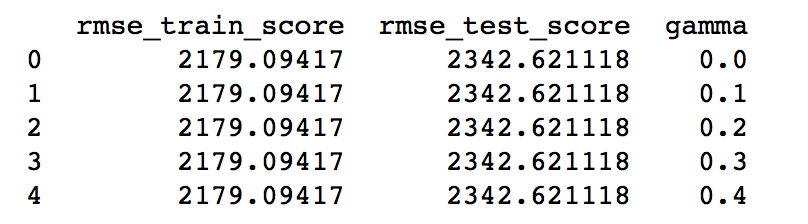 rmse_train_score rmse_test_score gamma
0 2179.09417 2342.621118 0.0
1 2179.09417 2342.621118 0.1
2 2179.09417 2342.621118 0.2
3 2179.09417 2342.621118 0.3
4 2179.09417 2342.621118 0.4